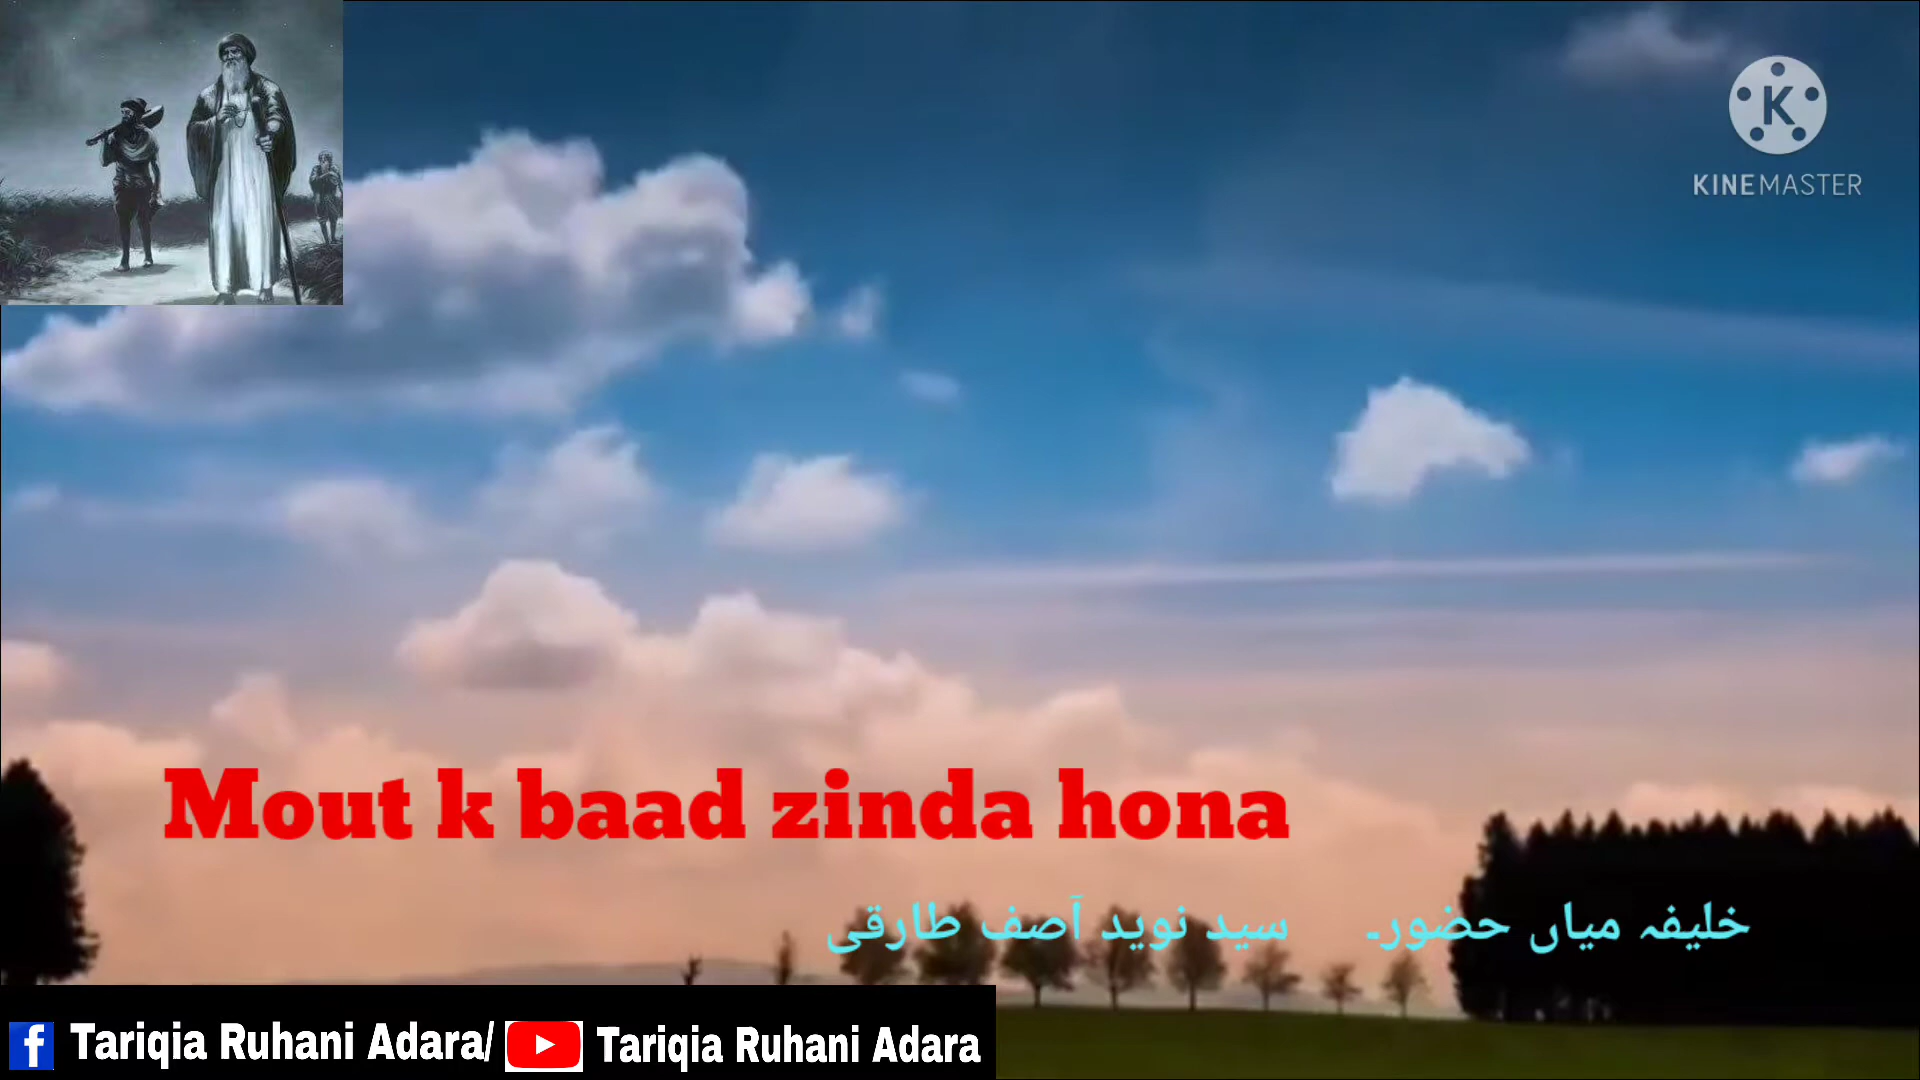 K
KINEMASTER
Mout k baad zinda hona
خلیفہ میاں حضور۔ سید نوید آصف طارقی
Tariqia Ruhani Adara/ Tariqia Ruhani Adara